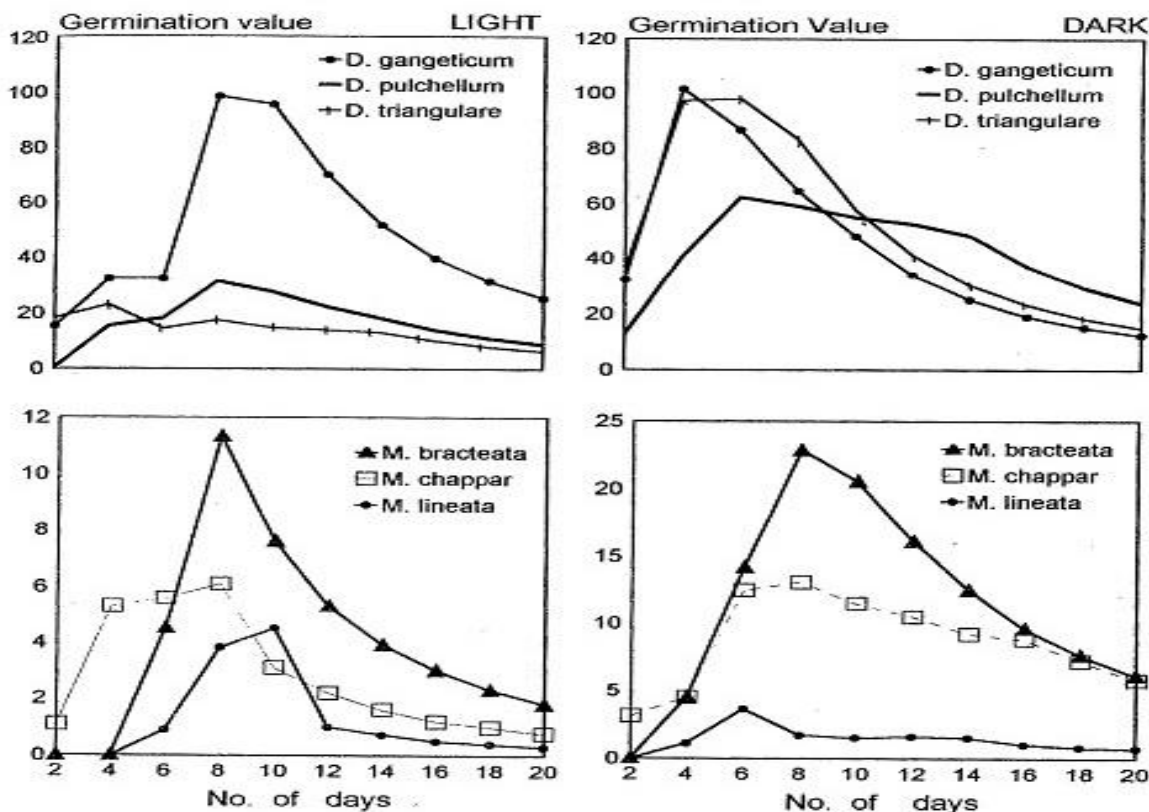 Germination value LIGHT
120
100
80
60
40
20
0
D. gangeticum
D. pulchellum
D. triangulare
Germination Value DARK
120
100
80
60
40
20
0
D. gangeticum
D. pulchellum
D. triangulare
12
10
8
6
4
2
0
M. bracteata
M. chappar
M. lineata
2 4 6 8 10 12 14 16 18 20
No. of days
25
20
15
10
5
0
M. bracteata
M. chappar
M. lineata
2 4 6 8 10 12 14 16 18 20
No. of days